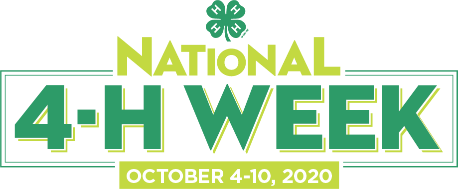 H H
H H
NATIONAL
4-H WEEK
OCTOBER 4-10, 2020